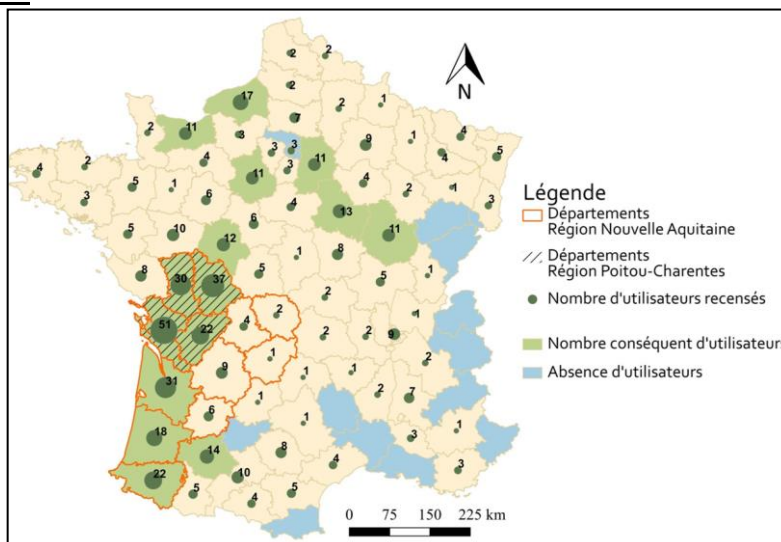 2 2
2
17 2 1
N
7
11 9 1 4
2 3 3 4 5
4 2 4 3 3 11
5 1 11 4 2 1
3 6 4 13 3
5 10 6 11
12 8
8 30 37 5 1 5 1
2
51 22 4 2 1
2 2 9
9 1 2
31 1 1
6 1 2 7
18 1 3 1
14 8
22 10 4 3
5 4 5
Légende
Départements
Région Nouvelle Aquitaine
Départements
Région Poitou-Charentes
Nombre d'utilisateurs recensés
Nombre conséquent d'utilisateurs
Absence d'utilisateurs
0 75 150 225 km